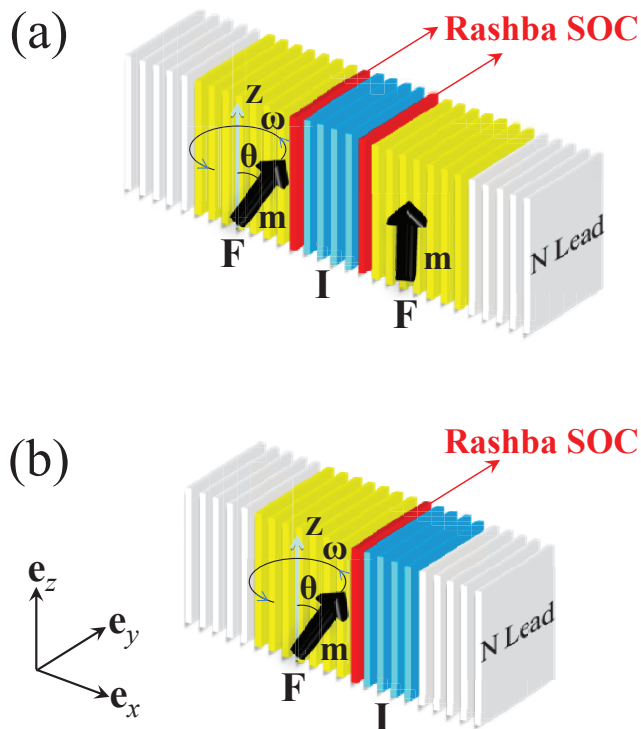 (a)
Rashba SOC
z
ω
θ
m
F
I
m
F
N Lead
(b)
Rashba SOC
z
ω
θ
m
F
I
N Lead
e_z
e_y
e_x